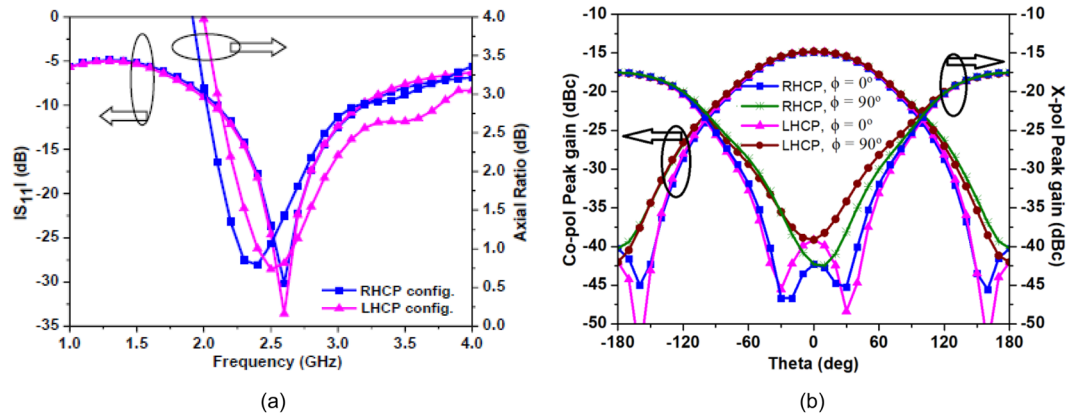 0
-5
-10
-15
-20
-25
-30
-35
|S11| (dB)
1.0 1.5 2.0 2.5 3.0 3.5 4.0
Frequency (GHz)
4.0
3.5
3.0
2.5
2.0
1.5
1.0
0.5
0.0
Axial Ratio (dB)
RHCP config.
LHCP config.
(a)
-10
-15
-20
-25
-30
-35
-40
-45
-50
Co-pol Peak gain (dBc)
-180 -120 -60 0 60 120 180
Theta (deg)
-10
-15
-20
-25
-30
-35
-40
-45
-50
X-pol Peak gain (dBc)
RHCP, ϕ = 0°
RHCP, ϕ = 90°
LHCP, ϕ = 0°
LHCP, ϕ = 90°
(b)